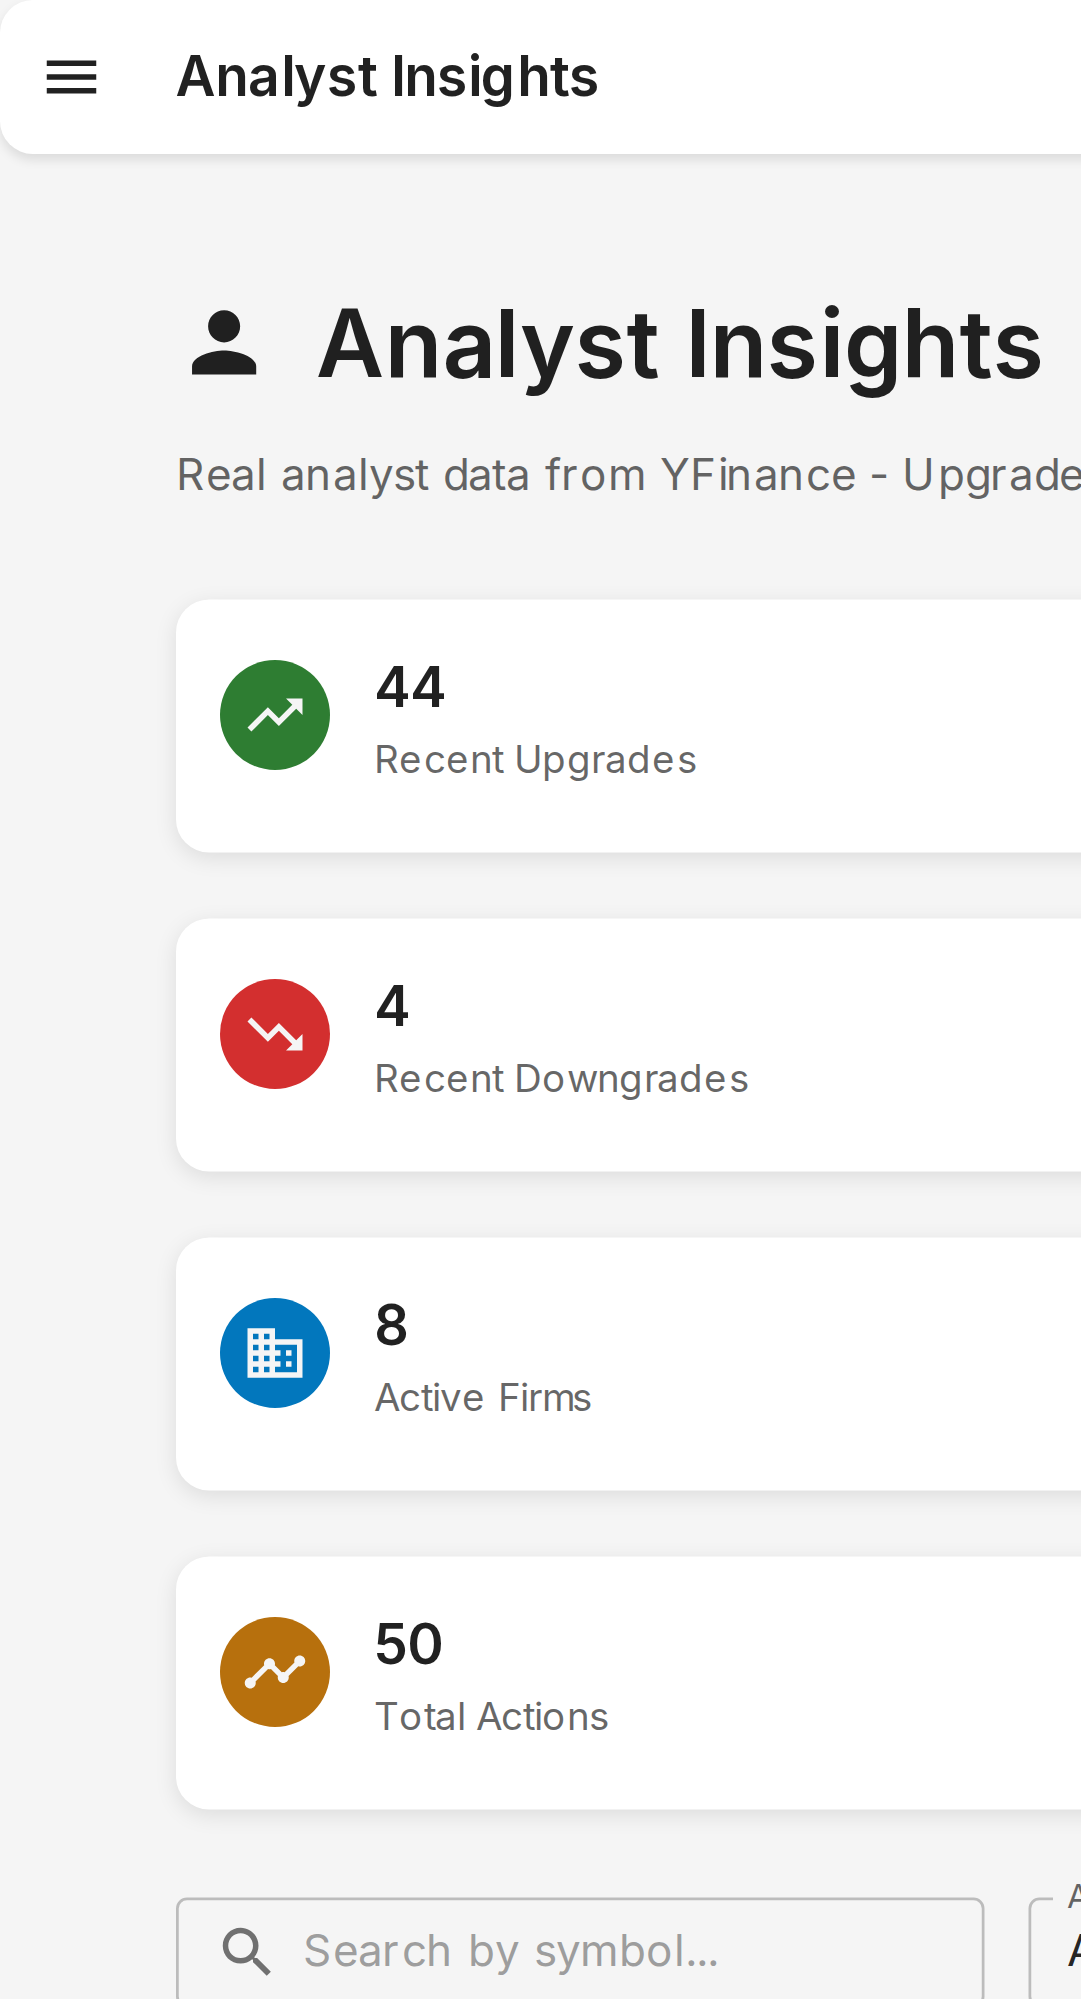 Analyst Insights
Analyst Insights
Real analyst data from YFinance - Upgrade
44
Recent Upgrades
4
Recent Downgrades
8
Active Firms
50
Total Actions
Search by symbol...